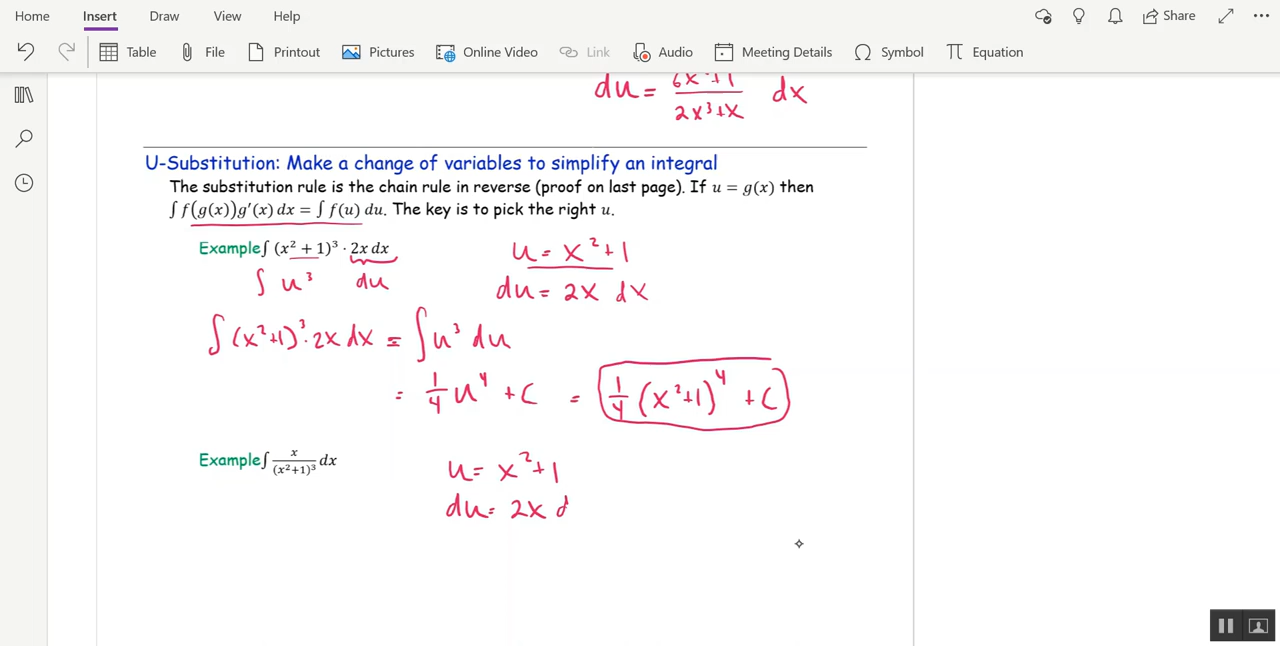 Home Insert Draw View Help Share
Table File Printout Pictures Online Video Link Audio Meeting Details Symbol Equation
du = 6x²+1 / 2x³+x dx
U-Substitution: Make a change of variables to simplify an integral
The substitution rule is the chain rule in reverse (proof on last page). If u = g(x) then
∫ f(g(x))g′(x) dx = ∫ f(u) du. The key is to pick the right u.
Example ∫ (x² + 1)³ · 2x dx u = x²+1
∫ u³ du du = 2x dx
∫ (x²+1)³ · 2x dx = ∫ u³ du
= 1/4 u⁴ + C = 1/4 (x²+1)⁴ + C
Example ∫ x/(x²+1)³ dx u = x²+1
du = 2x d